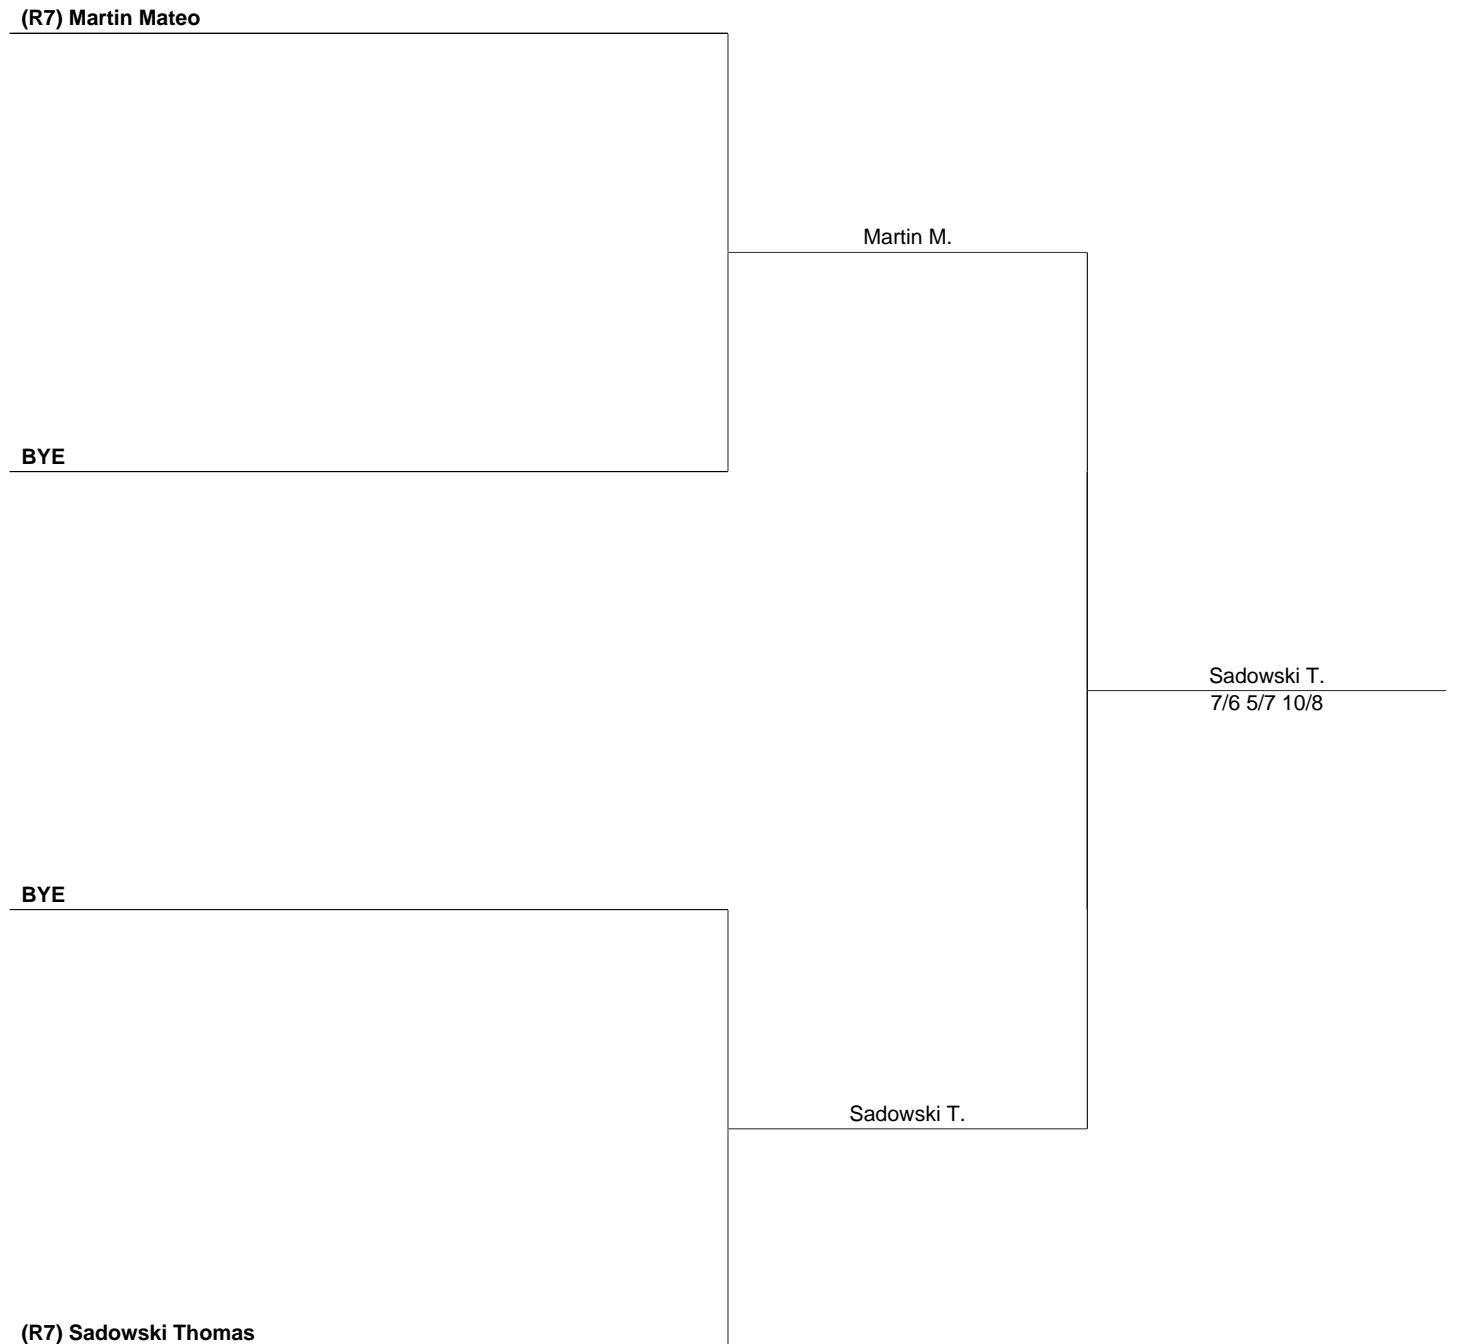 (R7) Martin Mateo
Martin M.
BYE
Sadowski T.
7/6 5/7 10/8
BYE
Sadowski T.
(R7) Sadowski Thomas